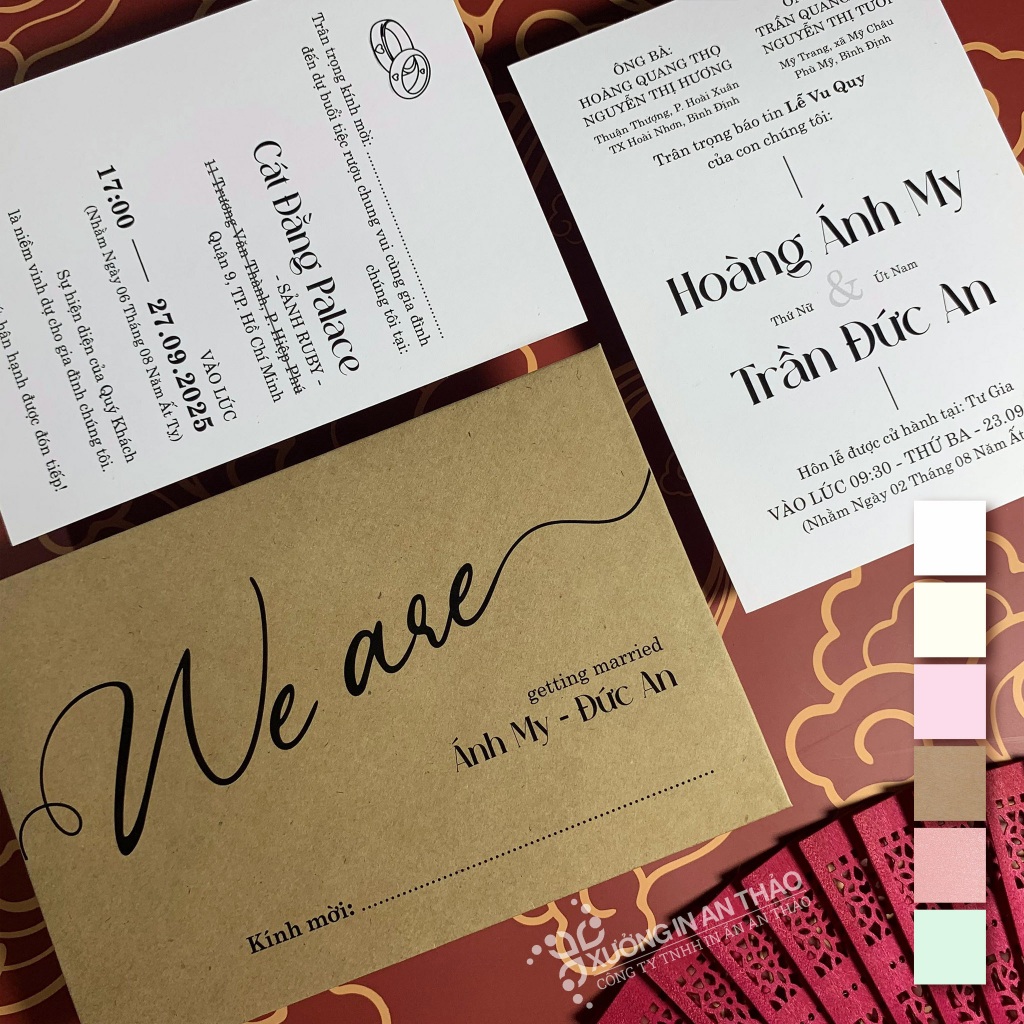 Trân trọng kính mời: ........................................
đến dự buổi tiệc rượu chung vui cùng gia đình
chúng tôi tại:
Cát Đằng Palace
- SẢNH RUBY -
11 Trương Văn Thành, P. Hiệp Phú
Quận 9, TP Hồ Chí Minh
VÀO LÚC
17:00 — 27.09.2025
(Nhằm Ngày 06 Tháng 08 Năm Ất Tỵ)
Sự hiện diện của Quý Khách
là niềm vinh dự cho gia đình chúng tôi.
hân hạnh được đón tiếp!
ÔNG BÀ:
HOÀNG QUANG THỌ
NGUYỄN THỊ HƯƠNG
Thuận Thượng, P. Hoài Xuân
TX Hoài Nhơn, Bình Định
TRẦN QUANG
NGUYỄN THỊ TƯƠI
Mỹ Trang, xã Mỹ Châu
Phù Mỹ, Bình Định
Trân trọng báo tin Lễ Vu Quy
của con chúng tôi:
Hoàng Ánh My
Thứ Nữ & Út Nam
Trần Đức An
Hôn lễ được cử hành tại: Tư Gia
VÀO LÚC 09:30 - THỨ BA - 23.09
(Nhằm Ngày 02 Tháng 08 Năm Ất
We are
getting married
Ánh My - Đức An
Kính mời: ........................................
XƯỞNG IN AN THẢO
CÔNG TY TNHH IN ẤN AN THẢO